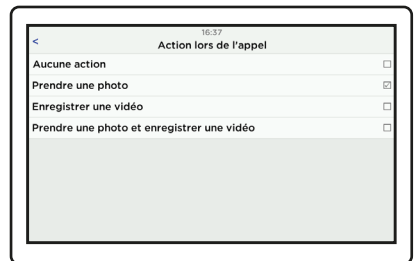 16:37
<
Action lors de l'appel
Aucune action
Prendre une photo
Enregistrer une vidéo
Prendre une photo et enregistrer une vidéo